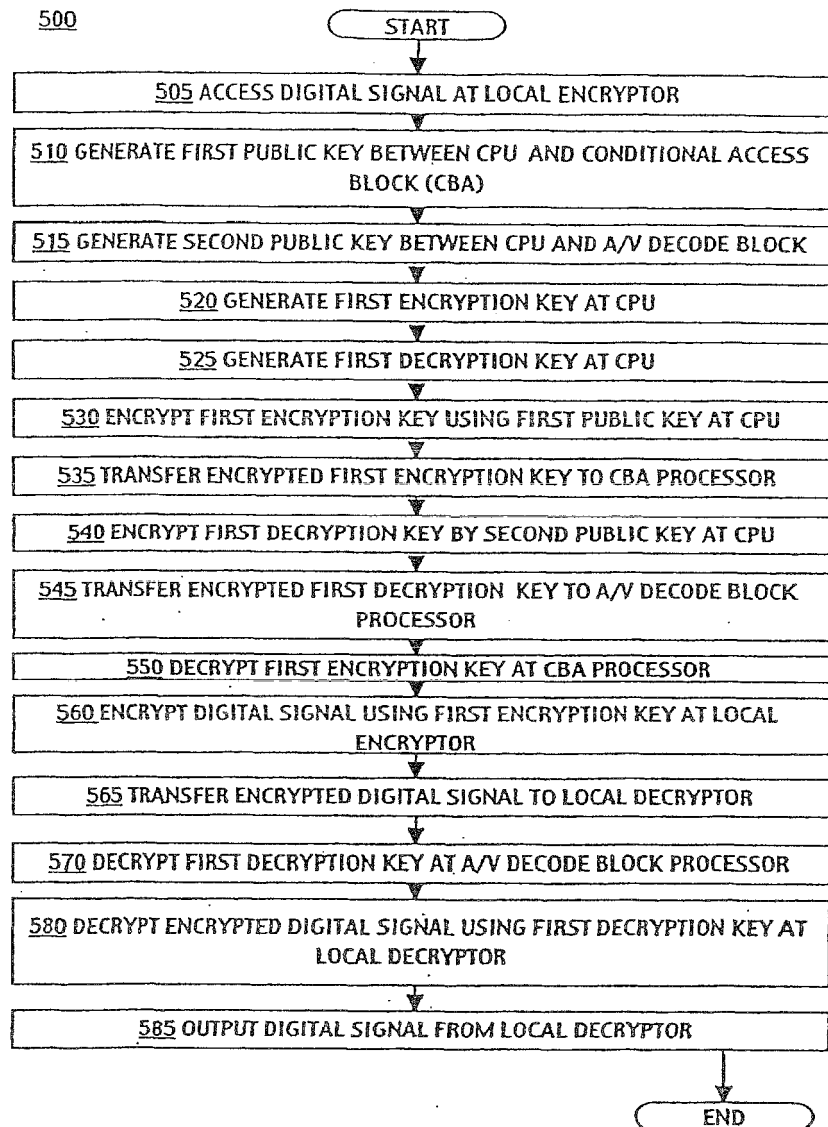 500
START
505 ACCESS DIGITAL SIGNAL AT LOCAL ENCRYPTOR
510 GENERATE FIRST PUBLIC KEY BETWEEN CPU AND CONDITIONAL ACCESS
BLOCK (CBA)
515 GENERATE SECOND PUBLIC KEY BETWEEN CPU AND A/V DECODE BLOCK
520 GENERATE FIRST ENCRYPTION KEY AT CPU
525 GENERATE FIRST DECRYPTION KEY AT CPU
530 ENCRYPT FIRST ENCRYPTION KEY USING FIRST PUBLIC KEY AT CPU
535 TRANSFER ENCRYPTED FIRST ENCRYPTION KEY TO CBA PROCESSOR
540 ENCRYPT FIRST DECRYPTION KEY BY SECOND PUBLIC KEY AT CPU
545 TRANSFER ENCRYPTED FIRST DECRYPTION KEY TO A/V DECODE BLOCK
PROCESSOR
550 DECRYPT FIRST ENCRYPTION KEY AT CBA PROCESSOR
560 ENCRYPT DIGITAL SIGNAL USING FIRST ENCRYPTION KEY AT LOCAL
ENCRYPTOR
565 TRANSFER ENCRYPTED DIGITAL SIGNAL TO LOCAL DECRYPTOR
570 DECRYPT FIRST DECRYPTION KEY AT A/V DECODE BLOCK PROCESSOR
580 DECRYPT ENCRYPTED DIGITAL SIGNAL USING FIRST DECRYPTION KEY AT
LOCAL DECRYPTOR
585 OUTPUT DIGITAL SIGNAL FROM LOCAL DECRYPTOR
END